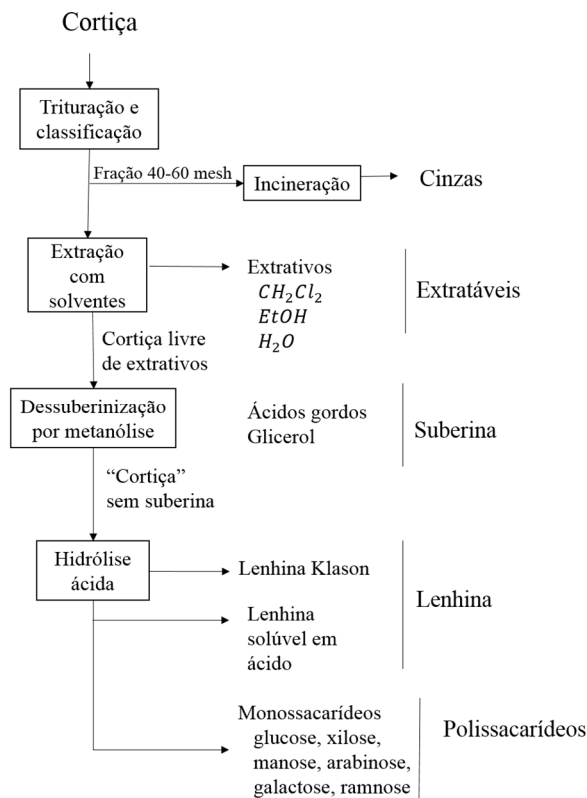 Cortiça
Trituração e
classificação
Fração 40-60 mesh
Incineração
Cinzas
Extração
com
solventes
Extrativos
CH₂Cl₂
EtOH
H₂O
Extratáveis
Cortiça livre
de extrativos
Dessuberinização
por metanólise
Ácidos gordos
Glicerol
Suberina
“Cortiça”
sem suberina
Hidrólise
ácida
Lenhina Klason
Lenhina
solúvel em
ácido
Lenhina
Monossacarídeos
glucose, xilose,
manose, arabinose,
galactose, ramnose
Polissacarídeos